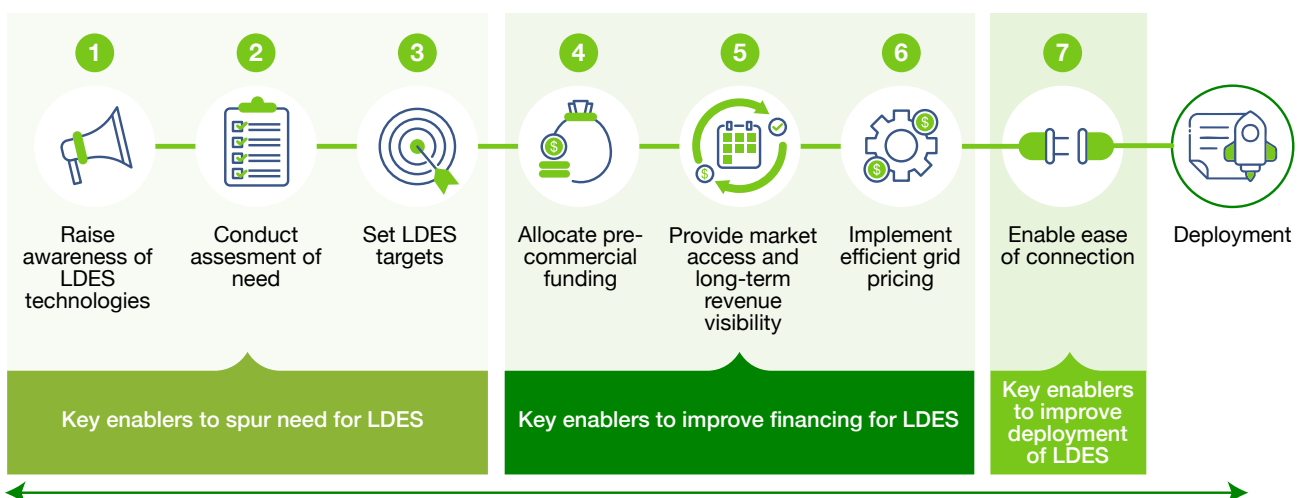 1
2
3
4
5
6
7
$
$
$
$
Raise
awareness of
LDES
technologies
Conduct
assesment of
need
Set LDES
targets
Allocate pre-
commercial
funding
Provide market
access and
long-term
revenue
visibility
Implement
efficient grid
pricing
Enable ease
of connection
Deployment
Key enablers to spur need for LDES
Key enablers to improve financing for LDES
Key enablers
to improve
deployment
of LDES